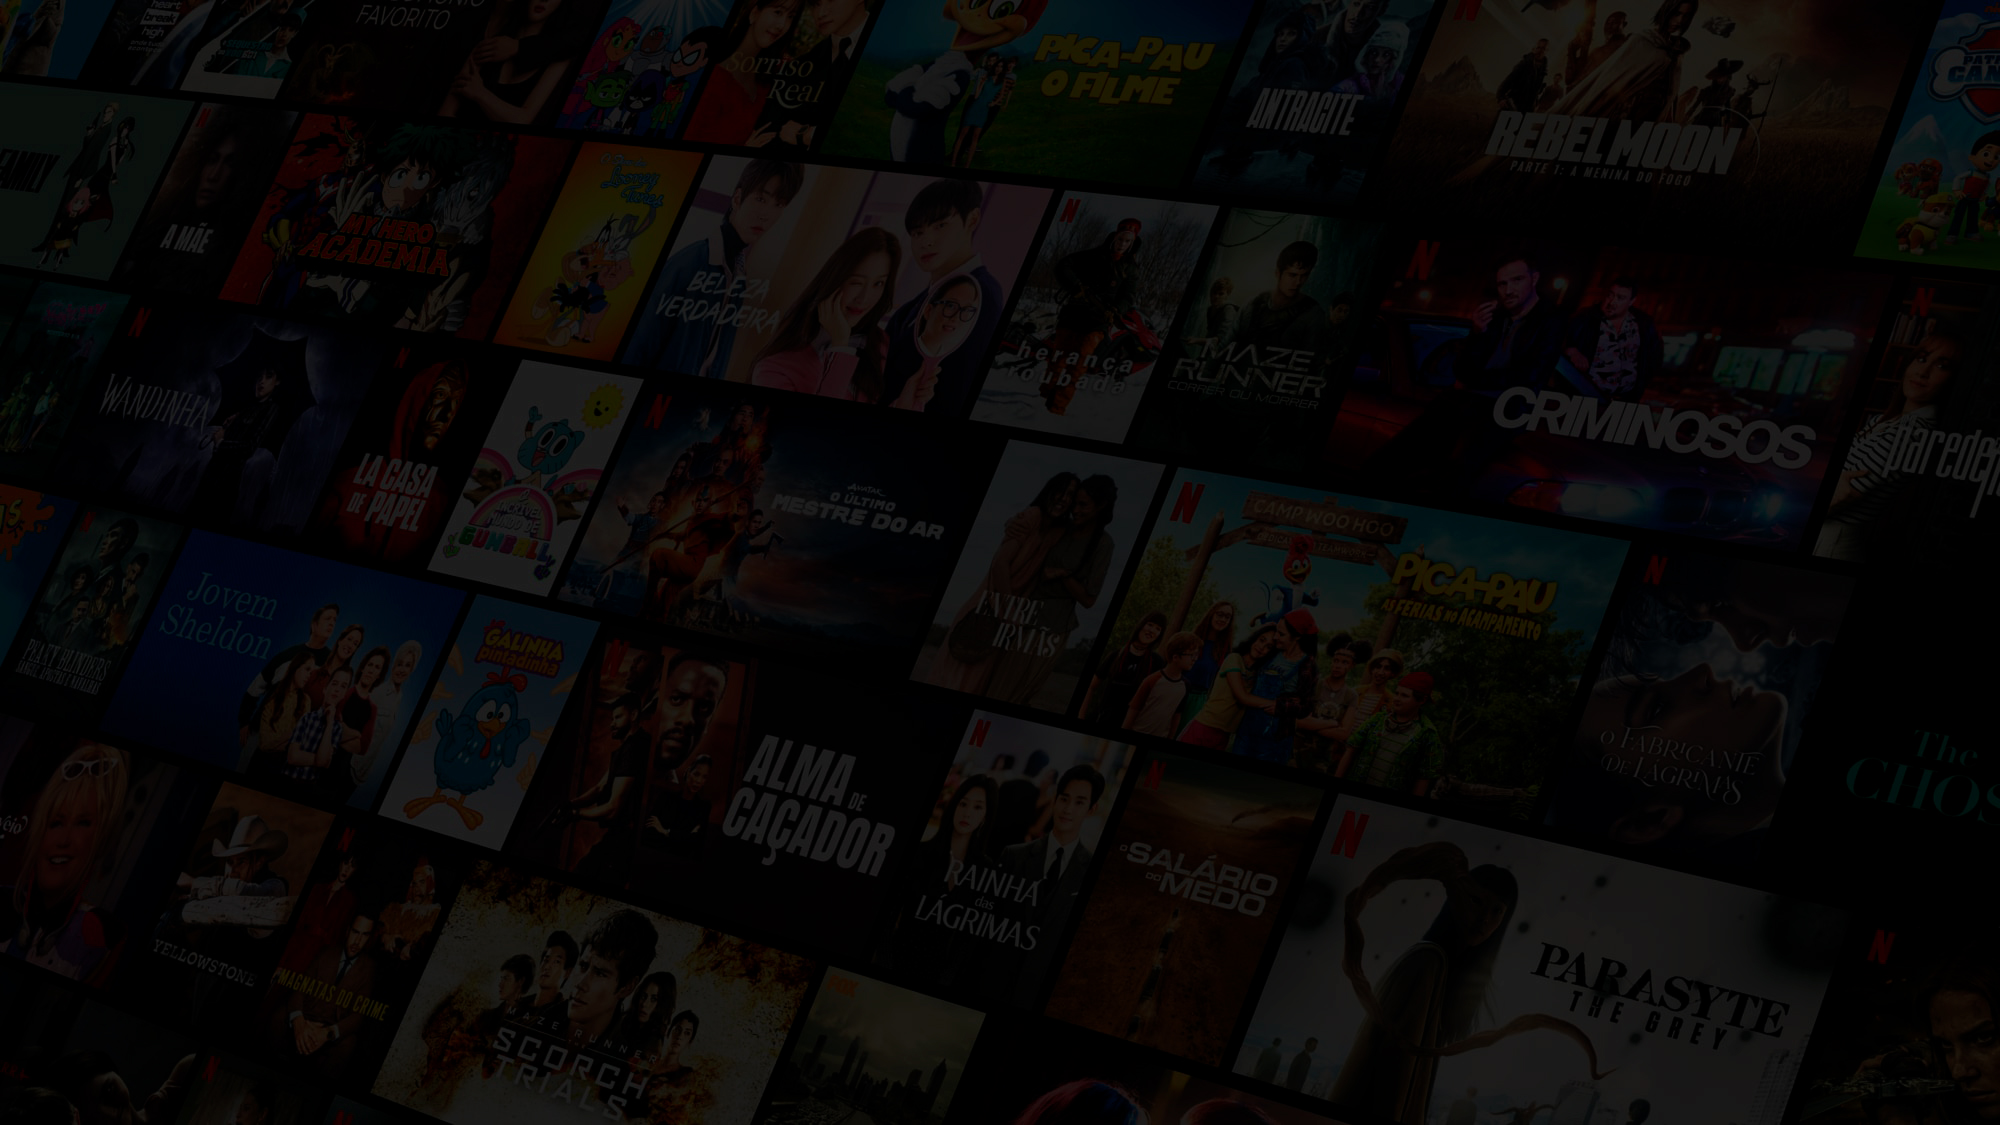 heart
break
high
FAVORITO
Sorriso
Real
PICA-PAU
O FILME
ANTRACITE
REBEL MOON
PARTE 1: A MENINA DO FOGO
FAMILY
A MÃE
MY HERO
ACADEMIA
Looney
Tunes
BELEZA
VERDADEIRA
herança
roubada
MAZE
RUNNER
CORRER OU MORRER
CRIMINOSOS
WANDINHA
LA CASA
DE PAPEL
O INCRÍVEL
MUNDO DE
GUMBALL
AVATAR
O ÚLTIMO
MESTRE DO AR
ENTRE
IRMÃS
CAMP WOO HOO
PICA-PAU
AS FÉRIAS NO ACAMPAMENTO
PEAKY BLINDERS
SANGUE, APOSTAS E NAVALHAS
Jovem
Sheldon
GALINHA
Pintadinha
ALMA DE
CAÇADOR
RAINHA
das
LÁGRIMAS
O SALÁRIO
DO MEDO
O FABRICANTE
DE LÁGRIMAS
The
CHOS
YELLOWSTONE
MAGNATAS DO CRIME
MAZE RUNNER
SCORCH
TRIALS
PARASYTE
THE GREY